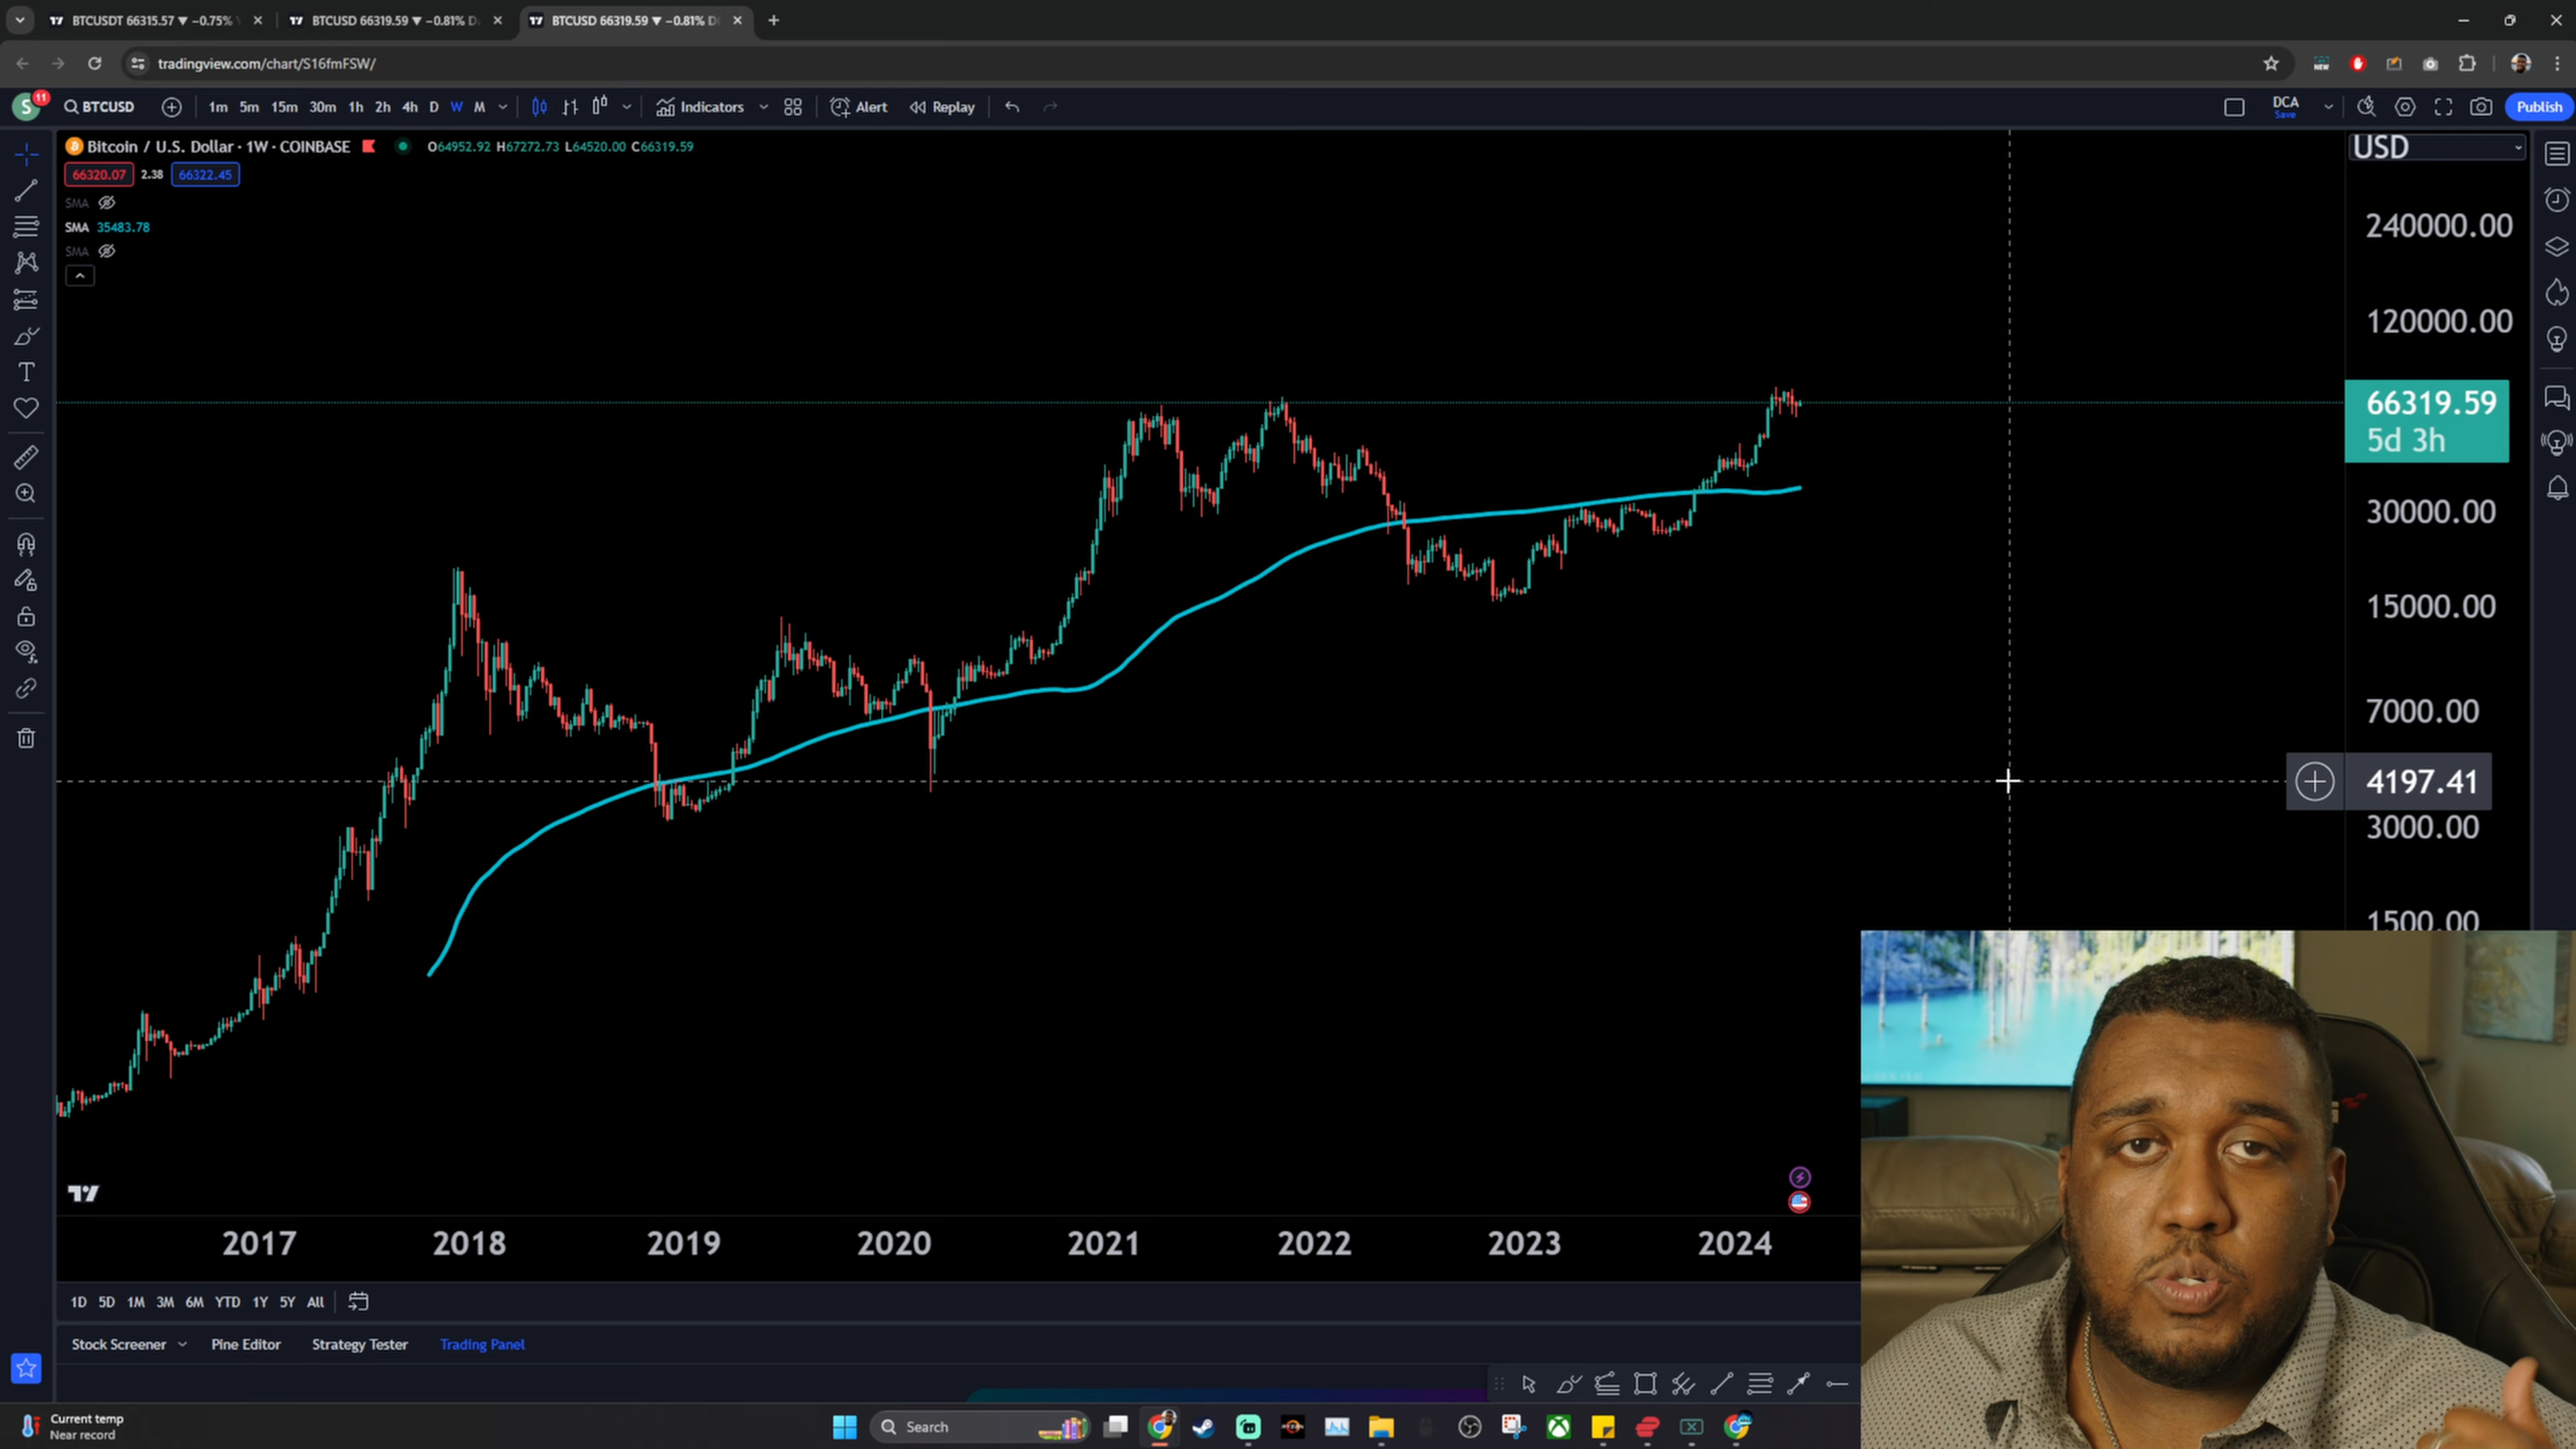 BTCUSDT 66315.57 ▼ −0.75%
BTCUSD 66319.59 ▼ −0.81%
BTCUSD 66319.59 ▼ −0.81%
tradingview.com/chart/S16fmFSW/
NEW
S 11 BTCUSD 1m 5m 15m 30m 1h 2h 4h D W M Indicators Alert Replay DCA Save Publish
Bitcoin / U.S. Dollar · 1W · COINBASE O64952.92 H67272.73 L64520.00 C66319.59
66320.07 2.38 66322.45
SMA
SMA 35483.78
SMA
USD
240000.00
120000.00
66319.59
5d 3h
30000.00
15000.00
7000.00
4197.41
3000.00
1500.00
2017 2018 2019 2020 2021 2022 2023 2024
1D 5D 1M 3M 6M YTD 1Y 5Y All
Stock Screener Pine Editor Strategy Tester Trading Panel
Current temp
Near record
Search